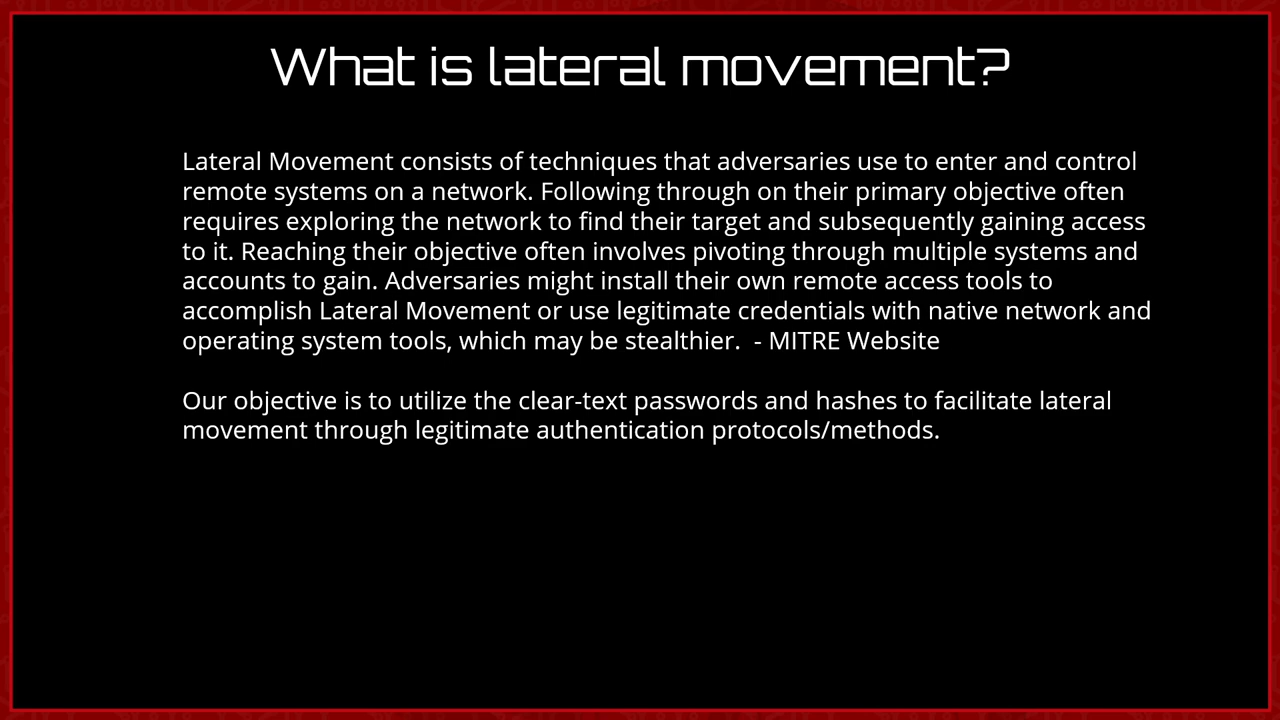 What is lateral movement?
Lateral Movement consists of techniques that adversaries use to enter and control
remote systems on a network. Following through on their primary objective often
requires exploring the network to find their target and subsequently gaining access
to it. Reaching their objective often involves pivoting through multiple systems and
accounts to gain. Adversaries might install their own remote access tools to
accomplish Lateral Movement or use legitimate credentials with native network and
operating system tools, which may be stealthier.  - MITRE Website
Our objective is to utilize the clear-text passwords and hashes to facilitate lateral
movement through legitimate authentication protocols/methods.